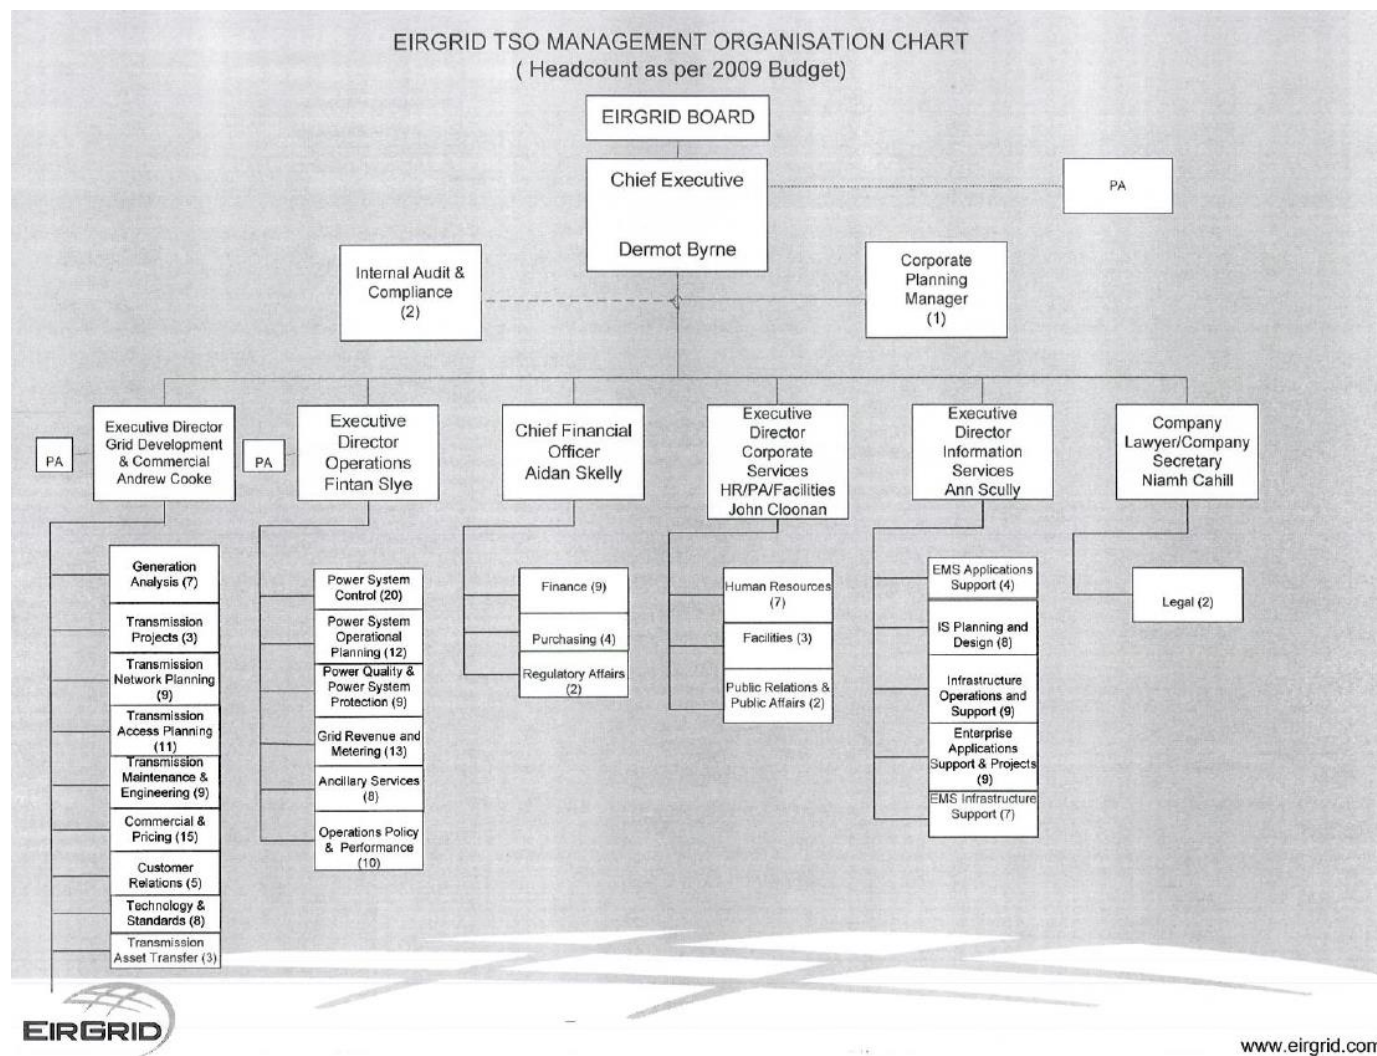 EIRGRID TSO MANAGEMENT ORGANISATION CHART
( Headcount as per 2009 Budget)
EIRGRID BOARD
Chief Executive
Dermot Byrne
PA
Internal Audit &
Compliance
(2)
Corporate
Planning
Manager
(1)
PA
Executive Director
Grid Development
& Commercial
Andrew Cooke
PA
Executive
Director
Operations
Fintan Slye
Chief Financial
Officer
Aidan Skelly
Executive
Director
Corporate
Services
HR/PA/Facilities
John Cloonan
Executive
Director
Information
Services
Ann Scully
Company
Lawyer/Company
Secretary
Niamh Cahill
Generation
Analysis (7)
Transmission
Projects (3)
Transmission
Network Planning
(9)
Transmission
Access Planning
(11)
Transmission
Maintenance &
Engineering (9)
Commercial &
Pricing (15)
Customer
Relations (5)
Technology &
Standards (8)
Transmission
Asset Transfer (3)
Power System
Control (20)
Power System
Operational
Planning (12)
Power Quality &
Power System
Protection (9)
Grid Revenue and
Metering (13)
Ancillary Services
(8)
Operations Policy
& Performance
(10)
Finance (9)
Purchasing (4)
Regulatory Affairs
(2)
Human Resources
(7)
Facilities (3)
Public Relations &
Public Affairs (2)
EMS Applications
Support (4)
IS Planning and
Design (8)
Infrastructure
Operations and
Support (9)
Enterprise
Applications
Support & Projects
(9)
EMS Infrastructure
Support (7)
Legal (2)
EIRGRID
www.eirgrid.com